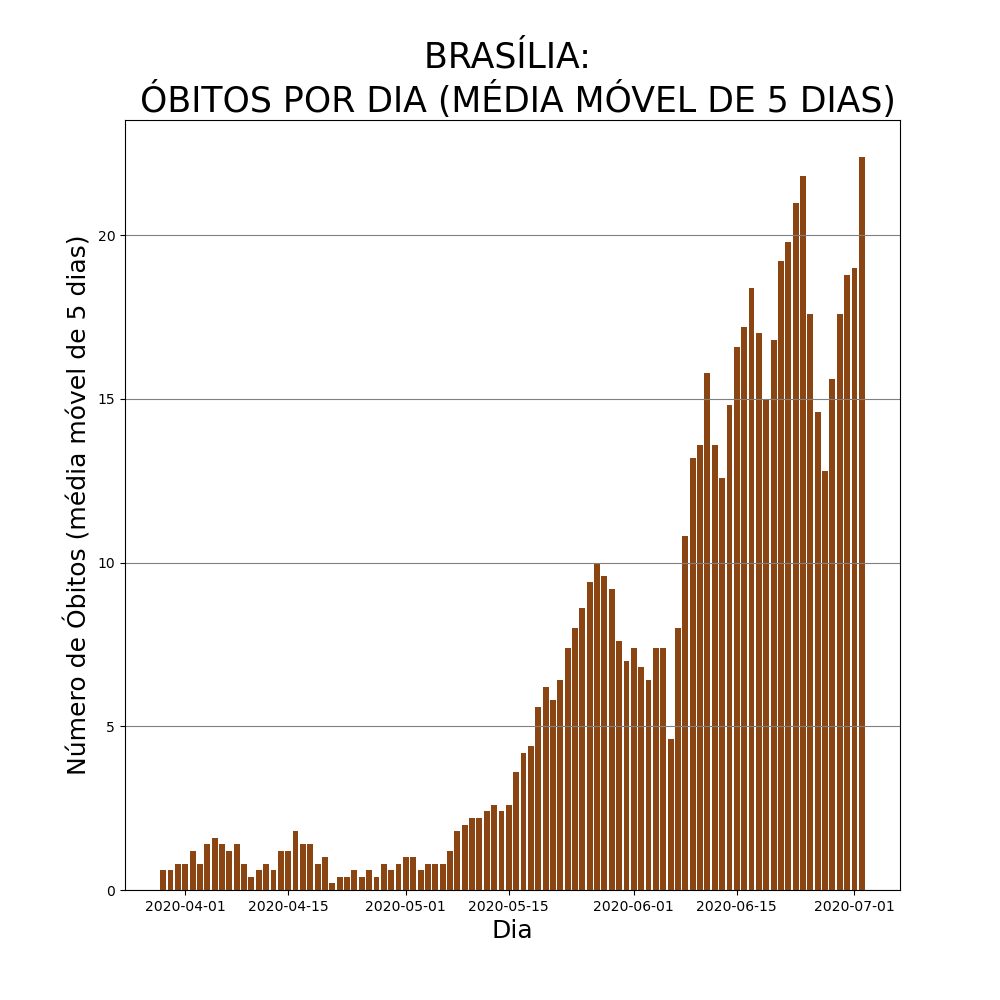 BRASÍLIA:
ÓBITOS POR DIA (MÉDIA MÓVEL DE 5 DIAS)
Número de Óbitos (média móvel de 5 dias)
20
15
10
5
0
2020-04-01 2020-04-15 2020-05-01 2020-05-15 2020-06-01 2020-06-15 2020-07-01
Dia